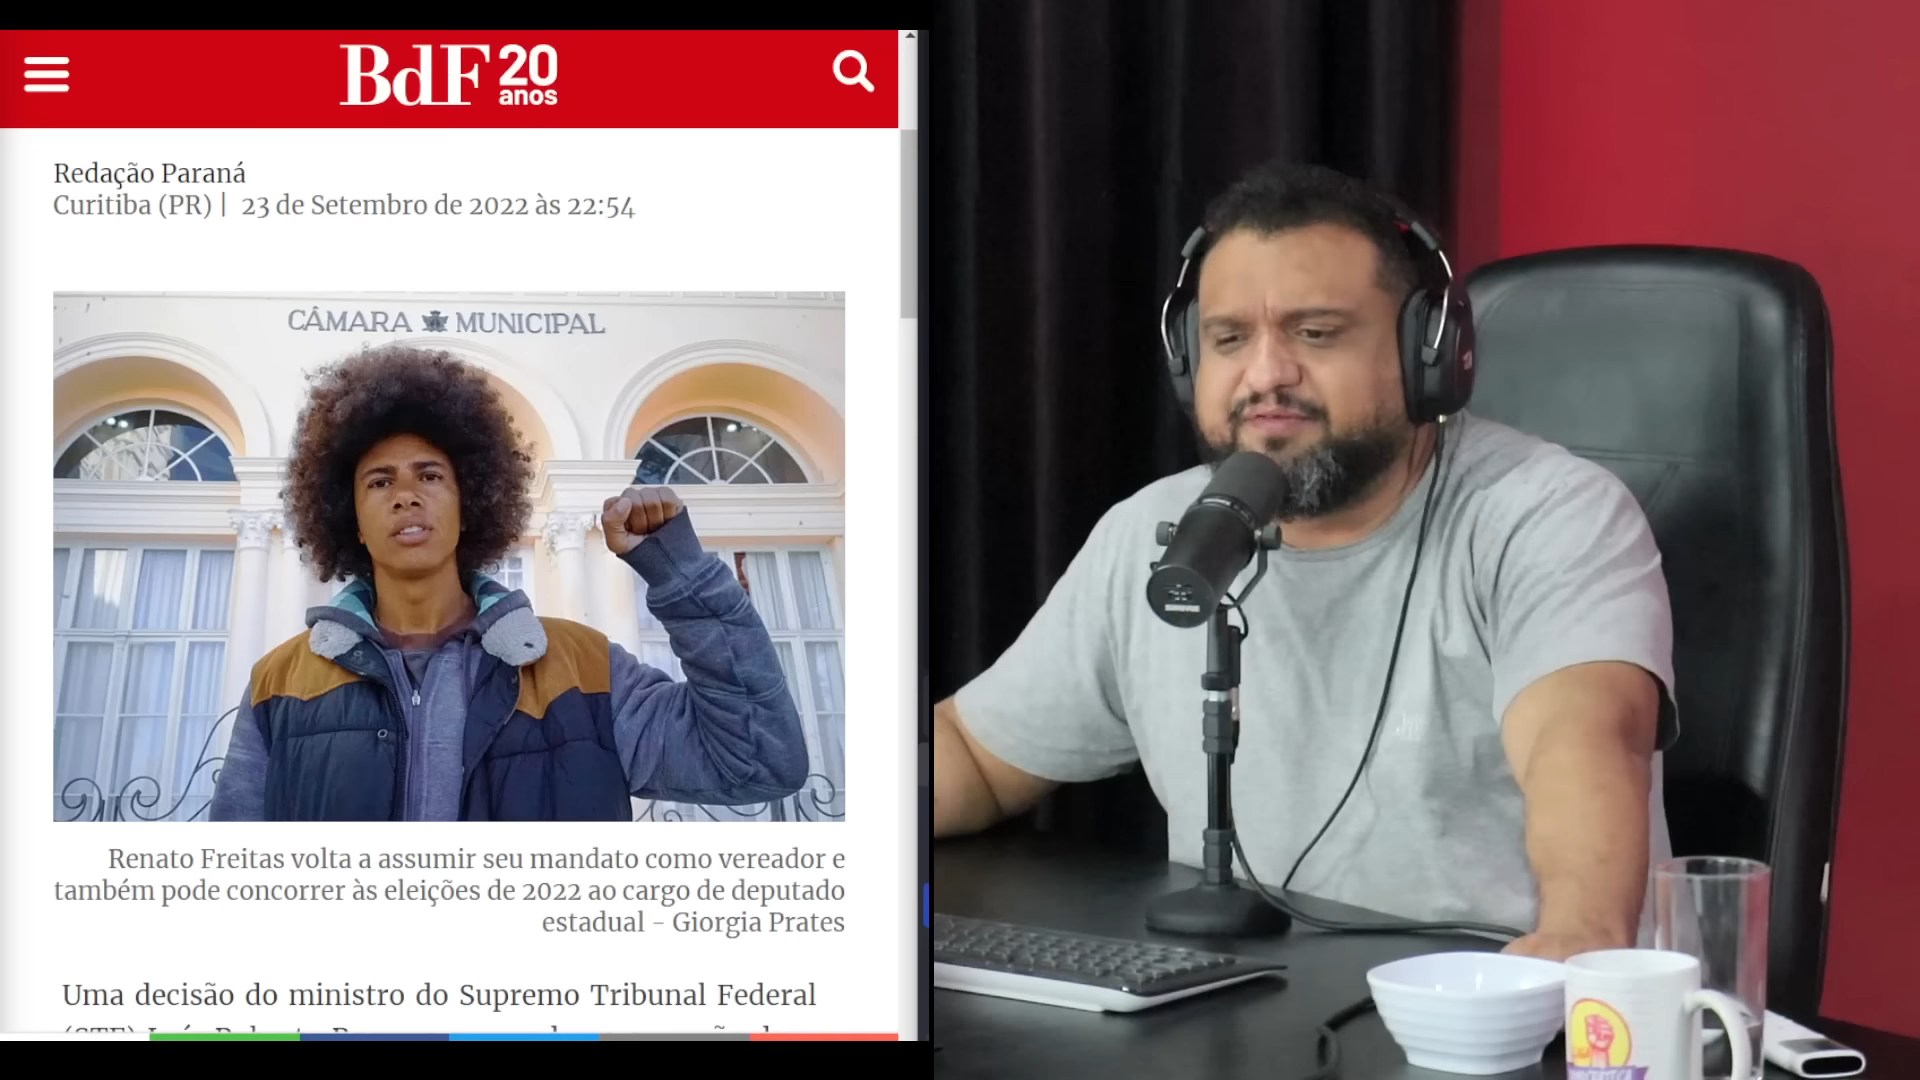 BdF 20 anos
Redação Paraná
Curitiba (PR) | 23 de Setembro de 2022 às 22:54
CÂMARA MUNICIPAL
Renato Freitas volta a assumir seu mandato como vereador e
também pode concorrer às eleições de 2022 ao cargo de deputado
estadual - Giorgia Prates
Uma decisão do ministro do Supremo Tribunal Federal
SHURE